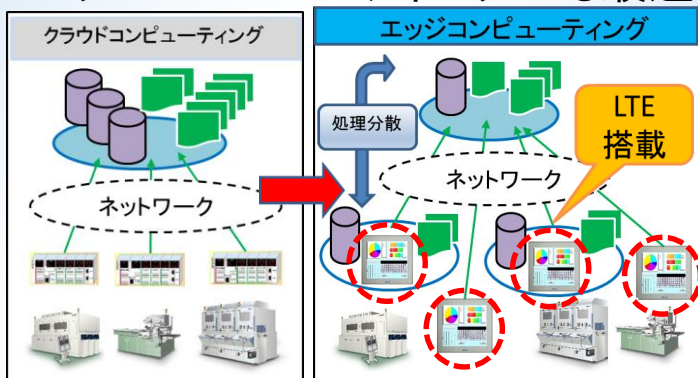 クラウドコンピューティング
ネットワーク
エッジコンピューティング
処理分散
LTE
搭載
ネットワーク